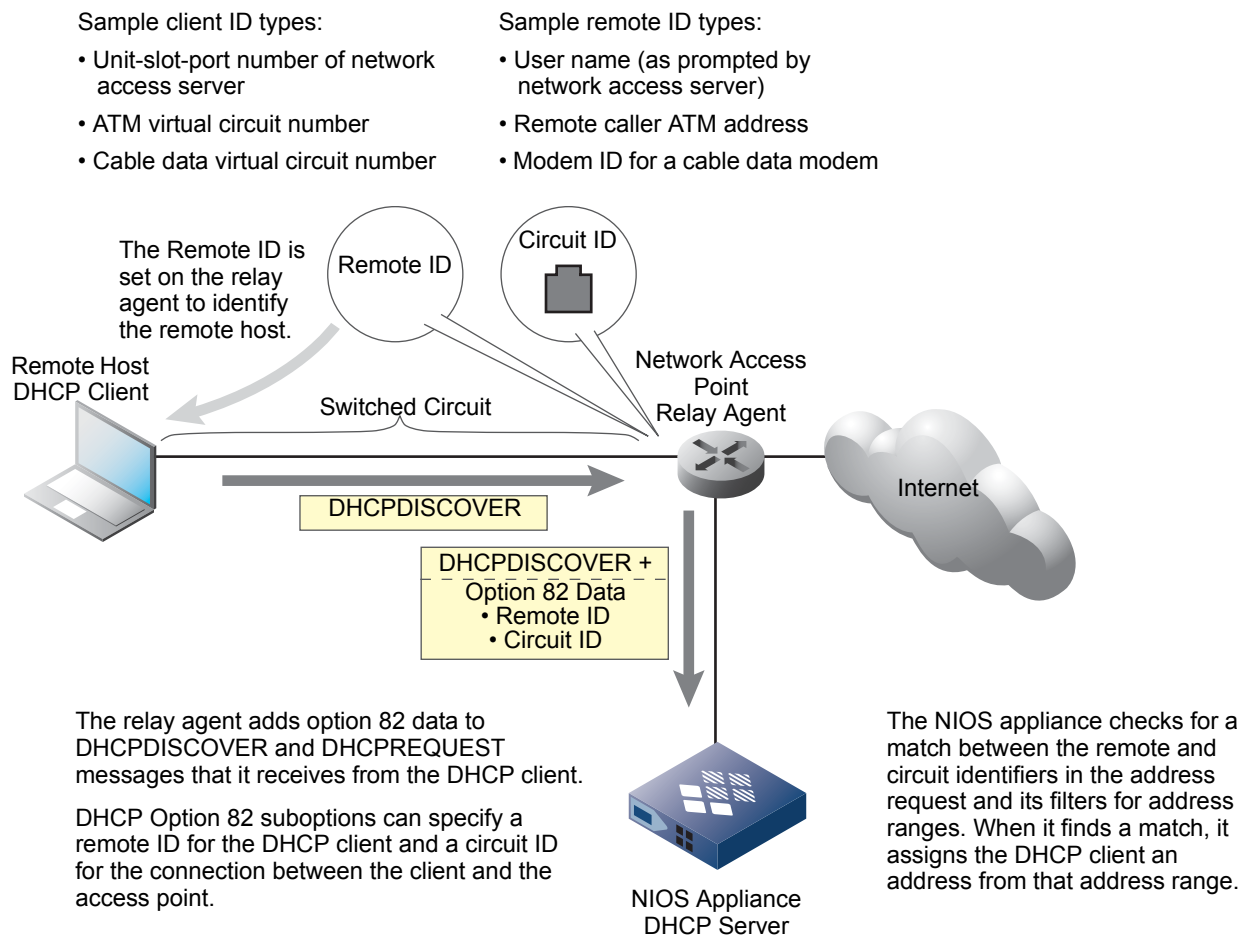 Sample client ID types:
• Unit-slot-port number of network
access server
• ATM virtual circuit number
• Cable data virtual circuit number
Sample remote ID types:
• User name (as prompted by
network access server)
• Remote caller ATM address
• Modem ID for a cable data modem
The Remote ID is
set on the relay
agent to identify
the remote host.
Remote ID
Circuit ID
Remote Host
DHCP Client
Switched Circuit
Network Access
Point
Relay Agent
Internet
DHCPDISCOVER
DHCPDISCOVER +
Option 82 Data
• Remote ID
• Circuit ID
The relay agent adds option 82 data to
DHCPDISCOVER and DHCPREQUEST
messages that it receives from the DHCP client.
DHCP Option 82 suboptions can specify a
remote ID for the DHCP client and a circuit ID
for the connection between the client and the
access point.
NIOS Appliance
DHCP Server
The NIOS appliance checks for a
match between the remote and
circuit identifiers in the address
request and its filters for address
ranges. When it finds a match, it
assigns the DHCP client an
address from that address range.